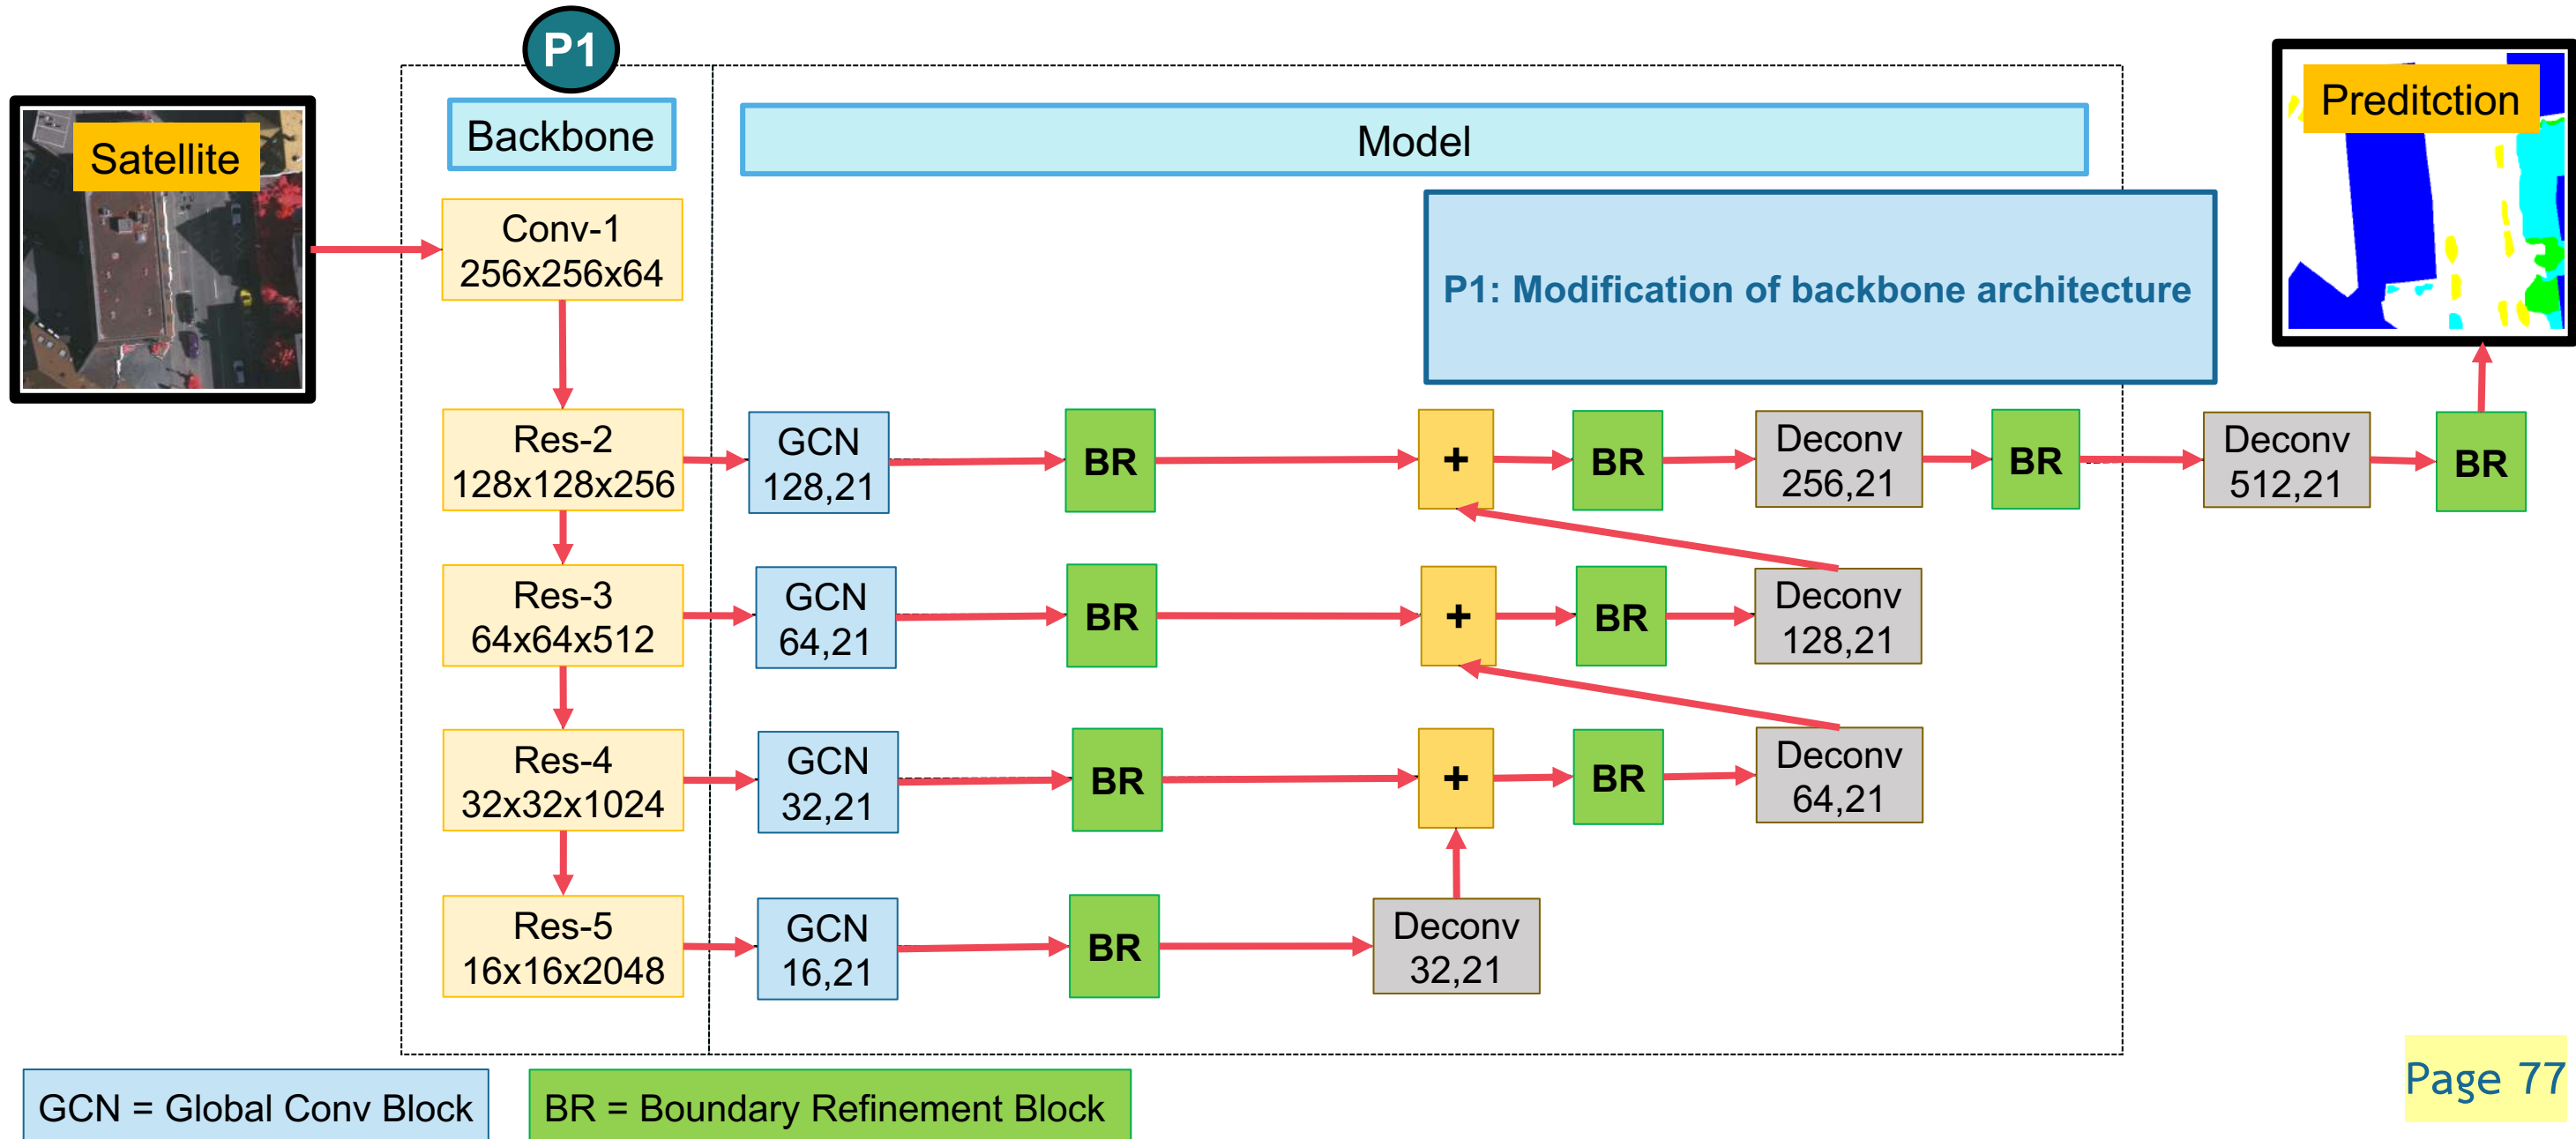 P1
Backbone
Model
Satellite
Preditction
Conv-1
256x256x64
P1: Modification of backbone architecture
Res-2
128x128x256
GCN
128,21
BR
+
BR
Deconv
256,21
BR
Deconv
512,21
BR
Res-3
64x64x512
GCN
64,21
BR
+
BR
Deconv
128,21
Res-4
32x32x1024
GCN
32,21
BR
+
BR
Deconv
64,21
Res-5
16x16x2048
GCN
16,21
BR
Deconv
32,21
GCN = Global Conv Block
BR = Boundary Refinement Block
Page 77